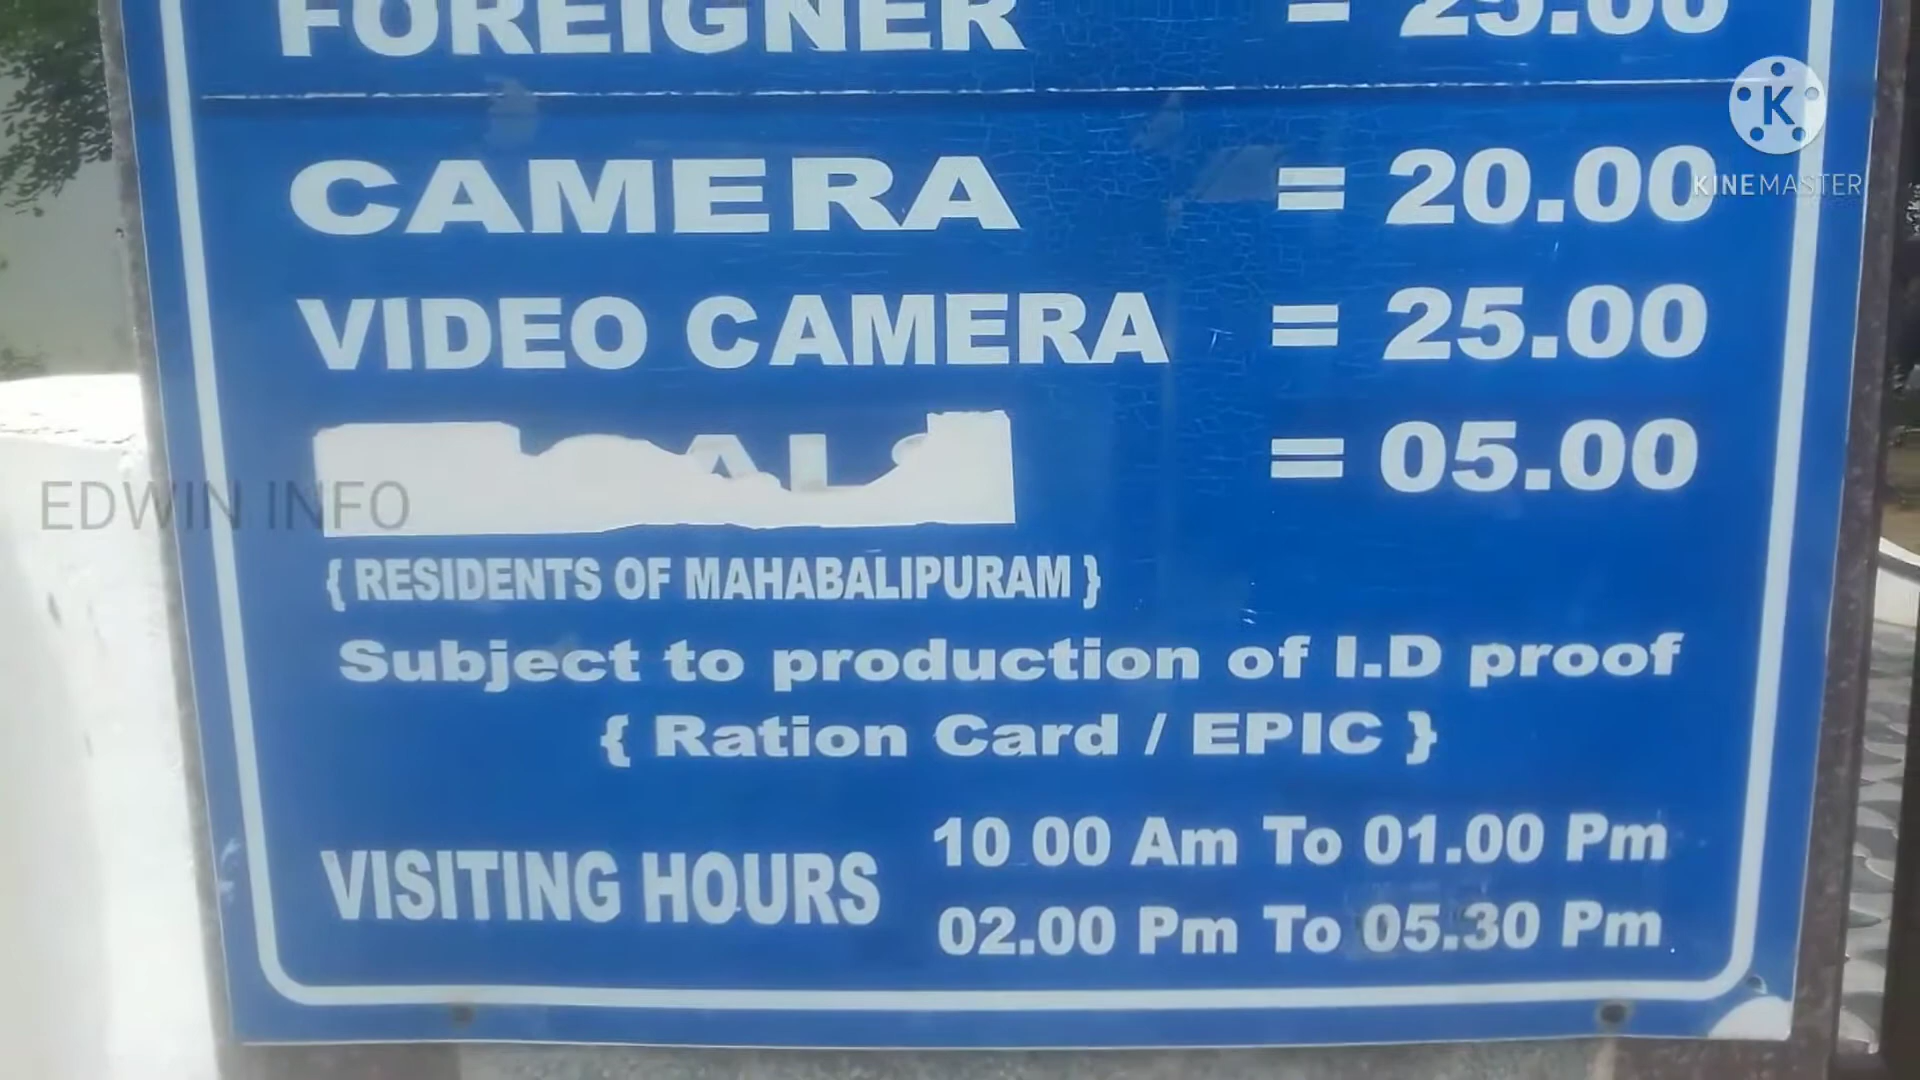 FOREIGNER = 25.00
CAMERA = 20.00
KINEMASTER
VIDEO CAMERA = 25.00
= 05.00
EDWIN INFO
{ RESIDENTS OF MAHABALIPURAM }
Subject to production of I.D proof
{ Ration Card / EPIC }
VISITING HOURS 10 00 Am To 01.00 Pm
02.00 Pm To 05.30 Pm